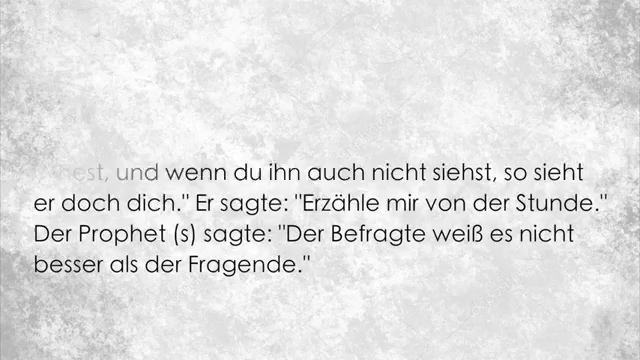 und wenn du ihn auch nicht siehst, so sieht
er doch dich." Er sagte: "Erzähle mir von der Stunde."
Der Prophet (s) sagte: "Der Befragte weiß es nicht
besser als der Fragende."